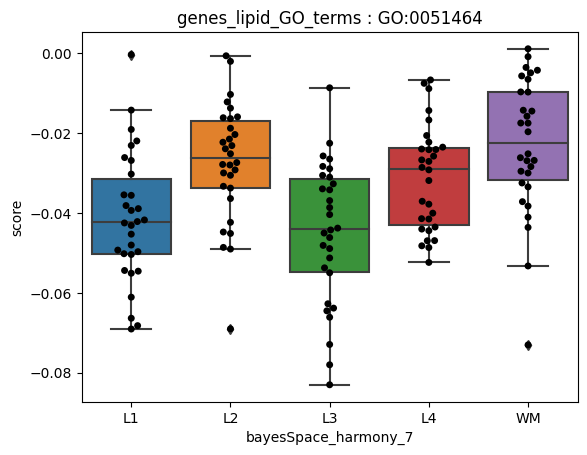 genes_lipid_GO_terms : GO:0051464
0.00
−0.02
−0.04
−0.06
−0.08
score
L1 L2 L3 L4 WM
bayesSpace_harmony_7